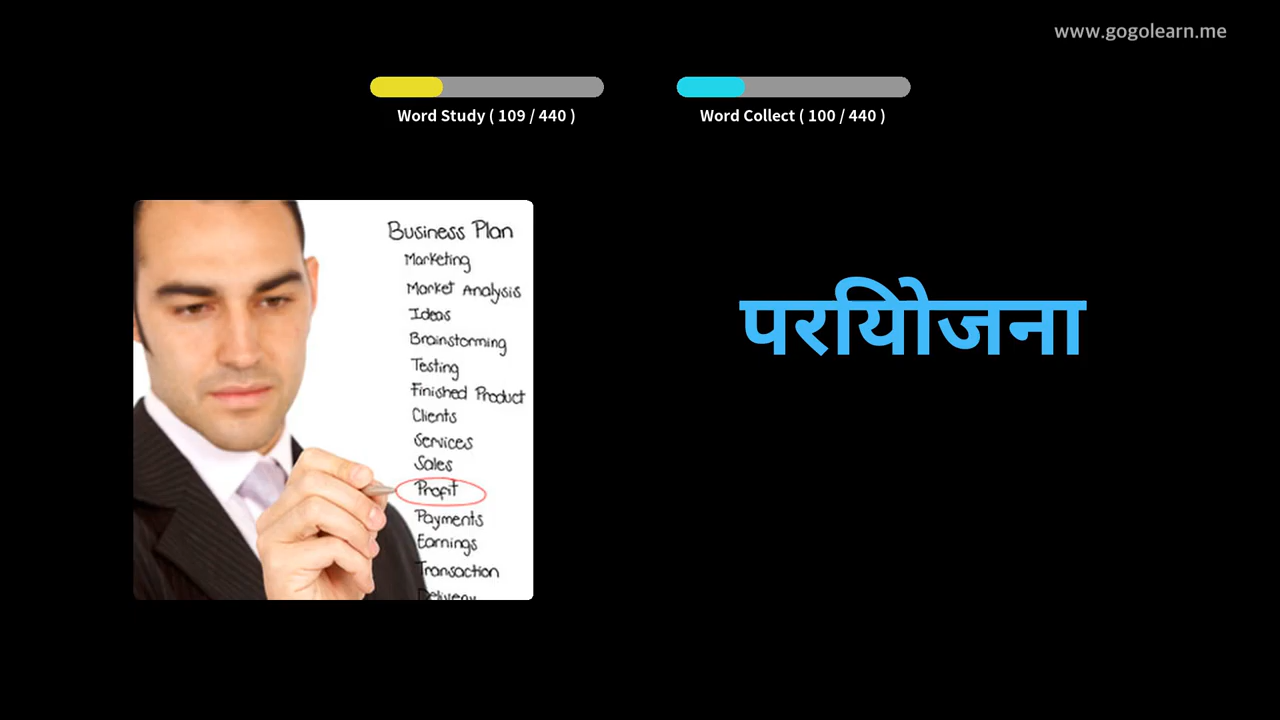 www.gogolearn.me
Word Study ( 109 / 440 )
Word Collect ( 100 / 440 )
Business Plan
Marketing
Market Analysis
Ideas
Brainstorming
Testing
Finished Product
Clients
Services
Sales
Profit
Payments
Earnings
Transaction
Delivery
परियोजना